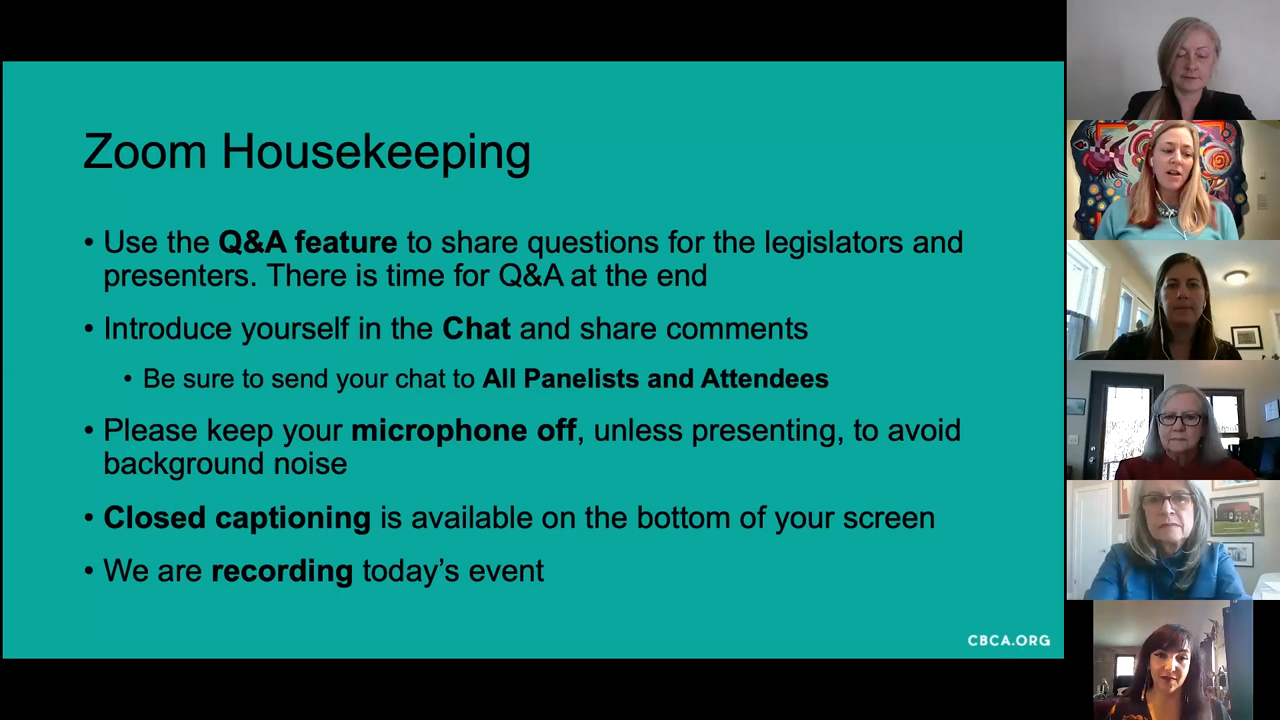 Zoom Housekeeping
• Use the Q&A feature to share questions for the legislators and
presenters. There is time for Q&A at the end
• Introduce yourself in the Chat and share comments
• Be sure to send your chat to All Panelists and Attendees
• Please keep your microphone off, unless presenting, to avoid
background noise
• Closed captioning is available on the bottom of your screen
• We are recording today’s event
CBCA.ORG